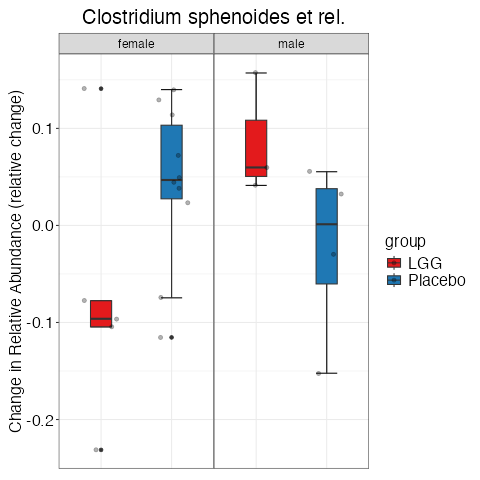 Clostridium sphenoides et rel.
female
male
Change in Relative Abundance (relative change)
0.1
0.0
-0.1
-0.2
group
LGG
Placebo